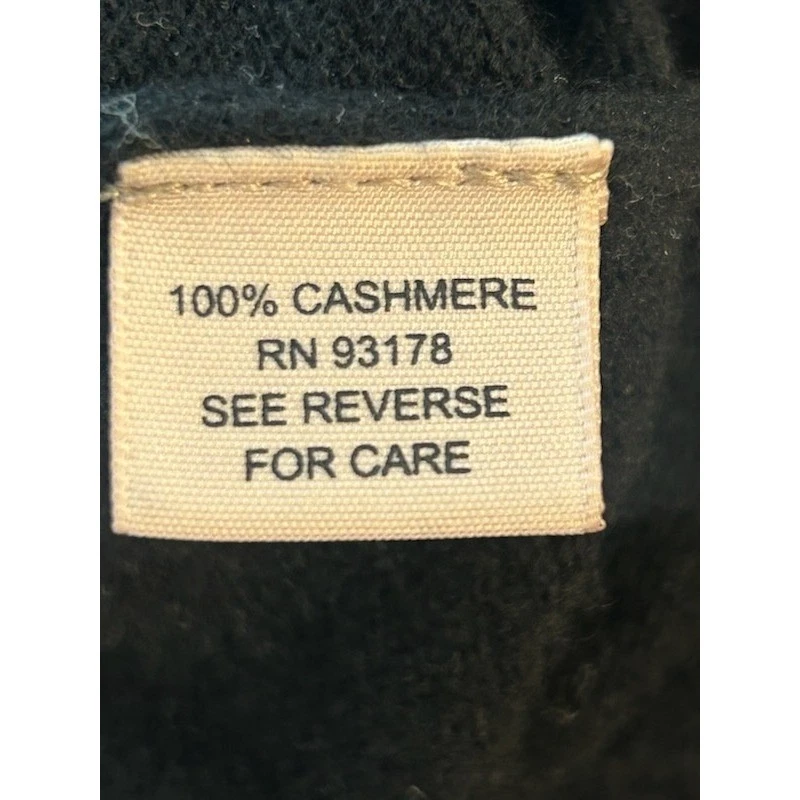 100% CASHMERE
RN 93178
SEE REVERSE
FOR CARE